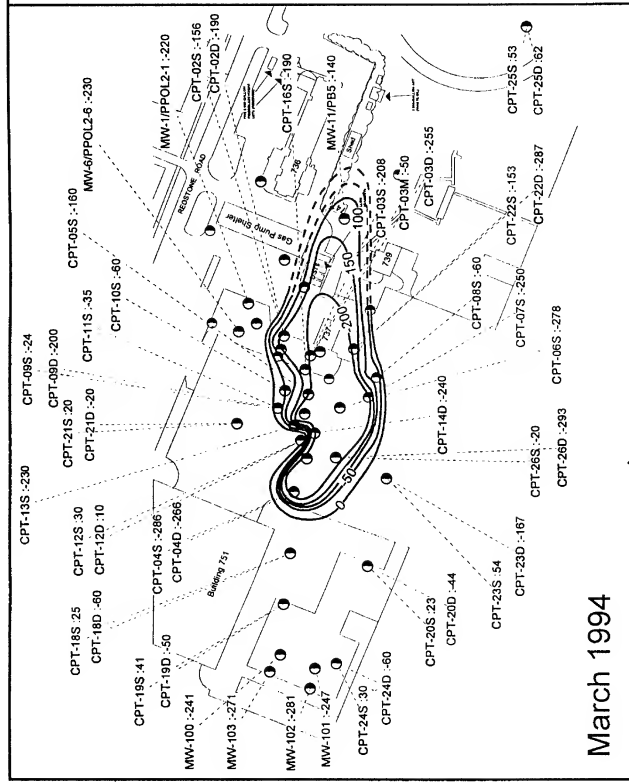 CPT-13S :-230
CPT-09S :-24
CPT-09D :-200
CPT-21S :20
CPT-21D :-20
CPT-11S :-35
CPT-10S :-60
CPT-05S :-160
MW-6/PPOL2-6 :-230
MW-1/PPOL2-1 :-220
CPT-02S :-156
CPT-02D :-190
CPT-16S :-190
MW-11/PB5 :-140
CPT-12S :30
CPT-12D :10
CPT-04S :-286
CPT-04D :-266
CPT-18S :25
CPT-18D :-60
CPT-19S :41
CPT-19D :-50
MW-100 :-241
MW-103 :-271
MW-102 :-281
MW-101 :-247
CPT-24S :30
CPT-24D :-60
CPT-20S :23
CPT-20D :-44
CPT-23S :54
CPT-23D :-167
CPT-26S :-20
CPT-26D :-293
CPT-14D :-240
CPT-06S :-278
CPT-07S :-250
CPT-08S :-60
CPT-22S :-153
CPT-22D :-287
CPT-03S :-208
CPT-03M :-50
CPT-03D :-255
CPT-25S :53
CPT-25D :62
REDSTONE ROAD
Gas Pump Shelter
Building 751
Shed
736
737
739
0
-50
100
-150
-200
March 1994